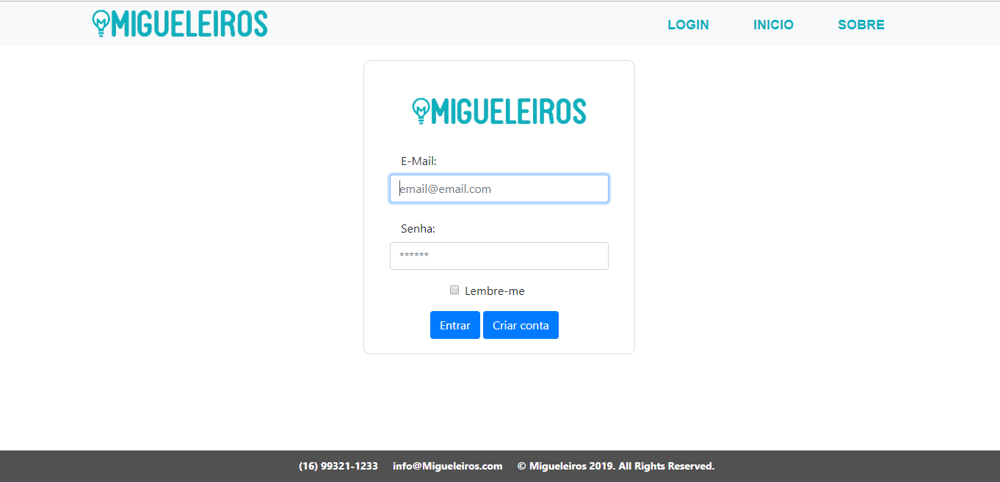 MIGUELEIROS LOGIN INICIO SOBRE
MIGUELEIROS
E-Mail:
email@email.com
Senha:
******
Lembre-me
Entrar Criar conta
(16) 99321-1233 info@Migueleiros.com © Migueleiros 2019. All Rights Reserved.